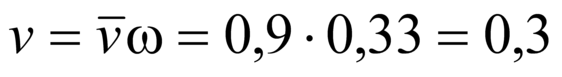 v = v̅ω = 0,9 · 0,33 = 0,3